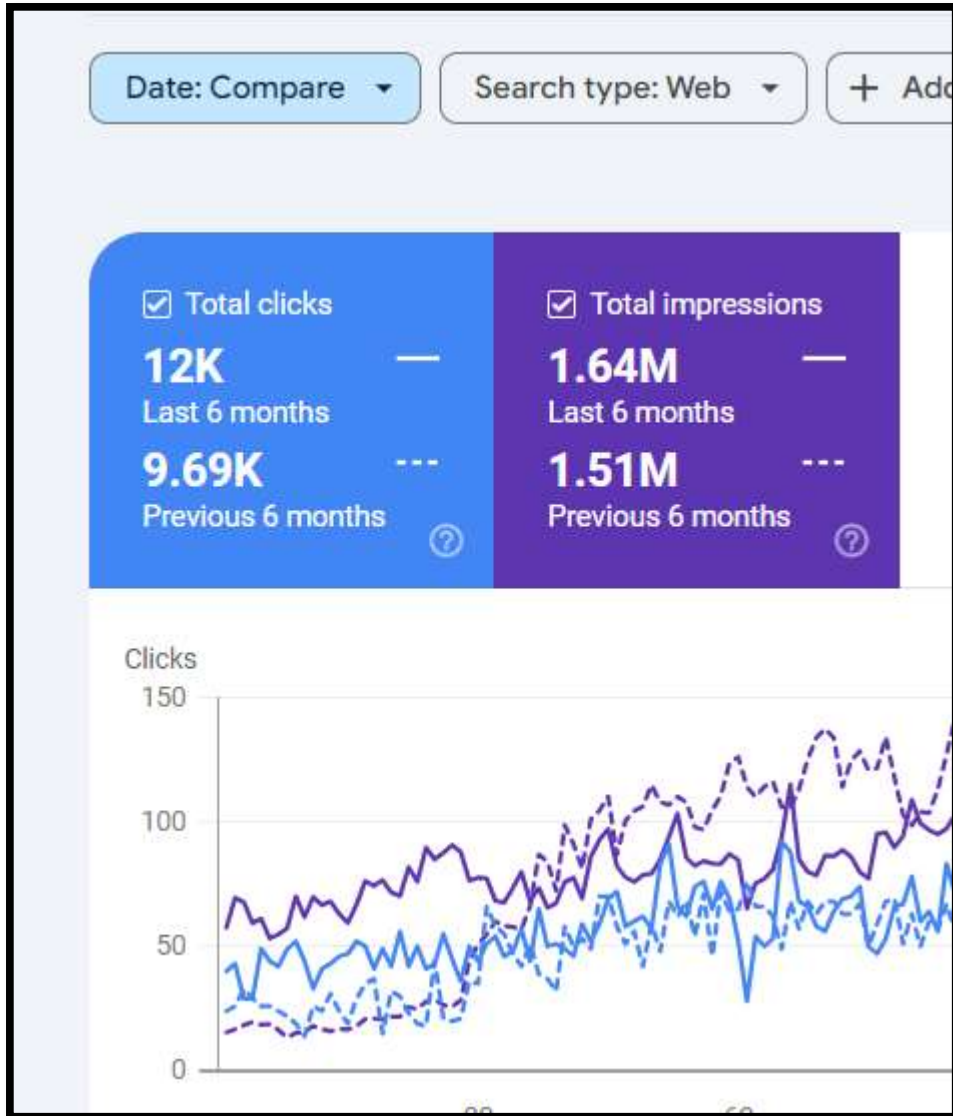 Date: Compare
Search type: Web
+ Add
Total clicks
12K
Last 6 months
9.69K
Previous 6 months
Total impressions
1.64M
Last 6 months
1.51M
Previous 6 months
Clicks
150
100
50
0